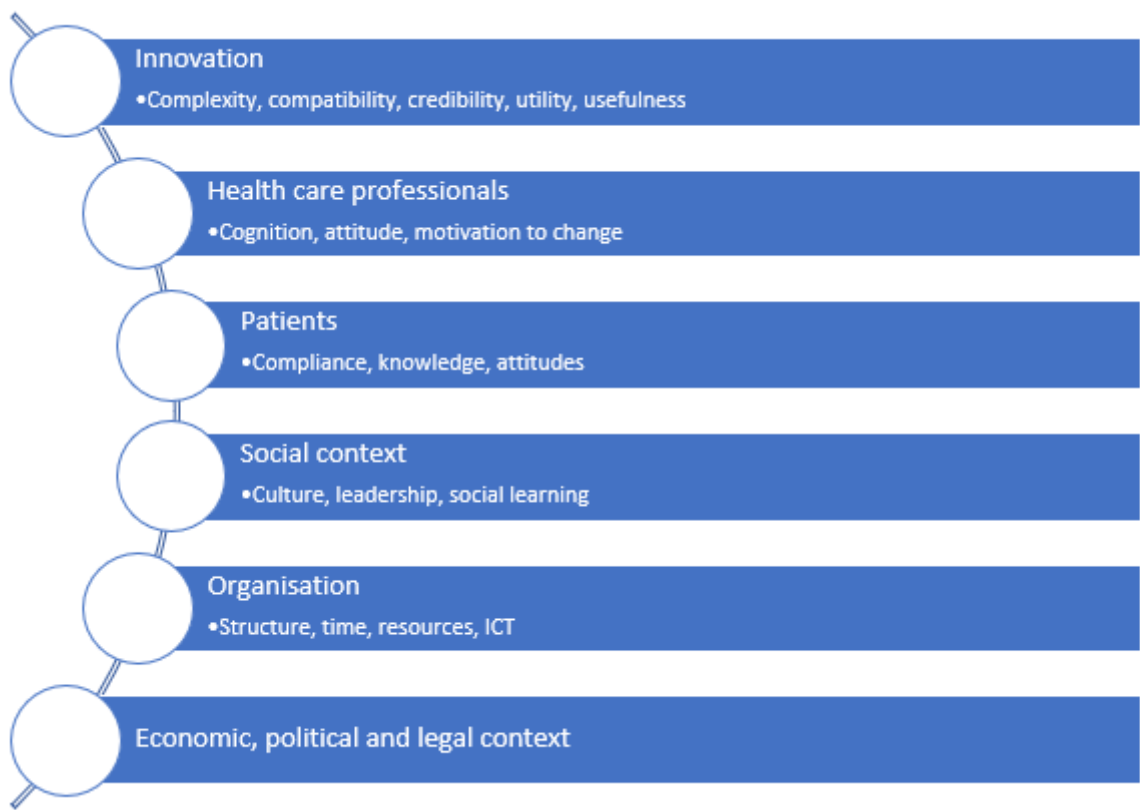 Innovation
•Complexity, compatibility, credibility, utility, usefulness
Health care professionals
•Cognition, attitude, motivation to change
Patients
•Compliance, knowledge, attitudes
Social context
•Culture, leadership, social learning
Organisation
•Structure, time, resources, ICT
Economic, political and legal context